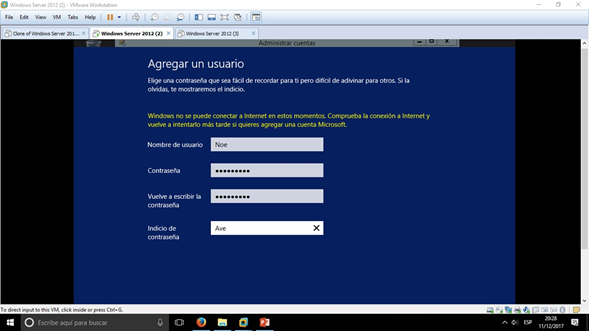 Windows Server 2012 (2) - VMware Workstation
File Edit View VM Tabs Help
Clone of Windows Server 201... Windows Server 2012 (2) Windows Server 2012 (3)
Administrar cuentas
Agregar un usuario
Elige una contraseña que sea fácil de recordar para ti pero difícil de adivinar para otros. Si la
olvidas, te mostraremos el indicio.
Windows no se puede conectar a Internet en estos momentos. Comprueba la conexión a Internet y
vuelve a intentarlo más tarde si quieres agregar una cuenta Microsoft.
Nombre de usuario Noe
Contraseña ●●●●●●●●●
Vuelve a escribir la ●●●●●●●●●
contraseña
Indicio de Ave
contraseña
To direct input to this VM, click inside or press Ctrl+G.
Escribe aquí para buscar
ESP
20:28
11/12/2017